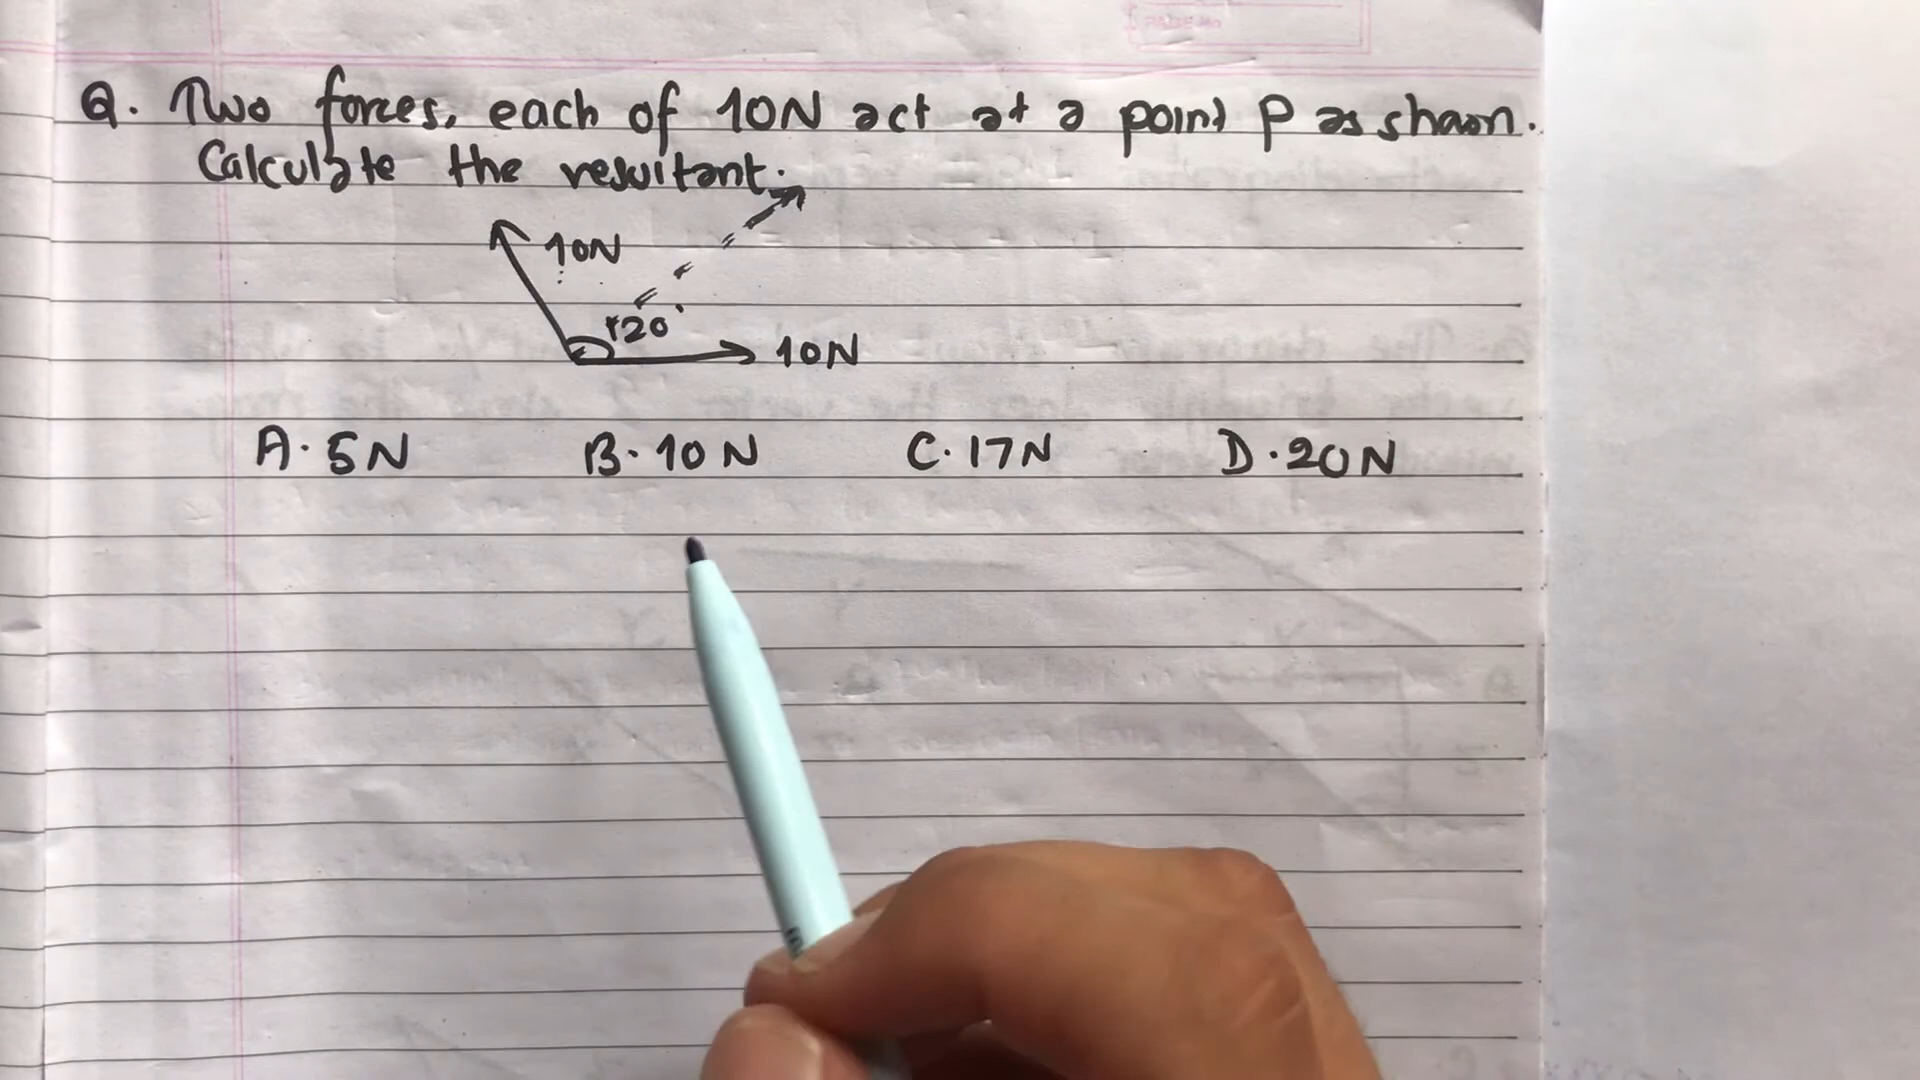 Q. Two forces, each of 10N act at a point P as shown.
Calculate the resultant.
10N
120°
10N
A. 5N B. 10N C. 17N D. 20N